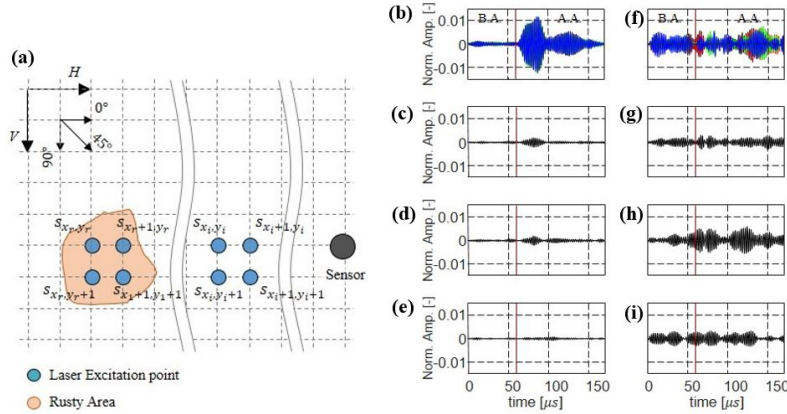 (a)
H
V
0°
45°
90°
S_{x_r,y_r} S_{x_r+1,y_r} S_{x_i,y_i} S_{x_i+1,y_i}
Sensor
S_{x_r,y_r+1} S_{x_1+1,y_1+1} S_{x_i,y_i+1} S_{x_i+1,y_i+1}
Laser Excitation point
Rusty Area
(b)
Norm. Amp. [-]
0.01
0
-0.01
B.A
A.A
(f)
B.A
A.A
(c)
Norm. Amp. [-]
0.01
0
-0.01
(g)
(d)
Norm. Amp. [-]
0.01
0
-0.01
(h)
(e)
Norm. Amp. [-]
0.01
0
-0.01
(i)
0 50 100 150
time [μs]
0 50 100 150
time [μs]